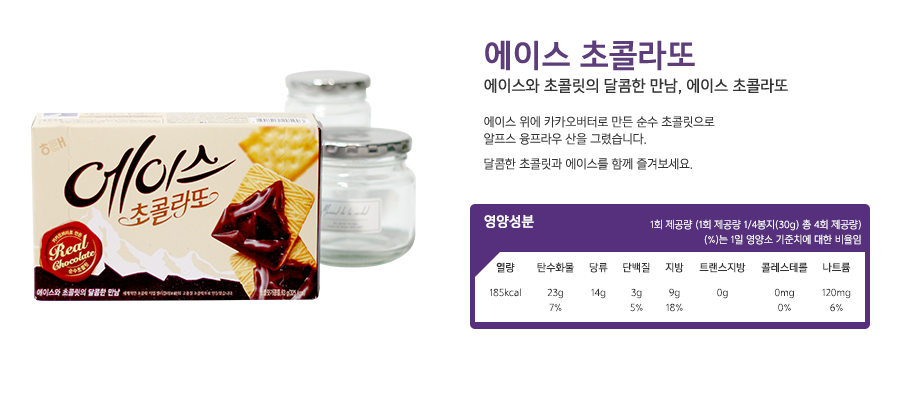 에이스 초콜라또
에이스와 초콜릿의 달콤한 만남, 에이스 초콜라또
에이스 위에 카카오버터로 만든 순수 초콜릿으로
알프스 융프라우 산을 그렸습니다.
달콤한 초콜릿과 에이스를 함께 즐겨보세요.
해태
에이스
초콜라또
Real
Chocolate
에이스와 초콜릿의 달콤한 만남
영양성분
1회 제공량 (1회 제공량 1/4봉지(30g) 총 4회 제공량)
(%)는 1일 영양소 기준치에 대한 비율임
열량 탄수화물 당류 단백질 지방 트랜스지방 콜레스테롤 나트륨
185kcal 23g 14g 3g 9g 0g 0mg 120mg
7% 5% 18% 0% 6%